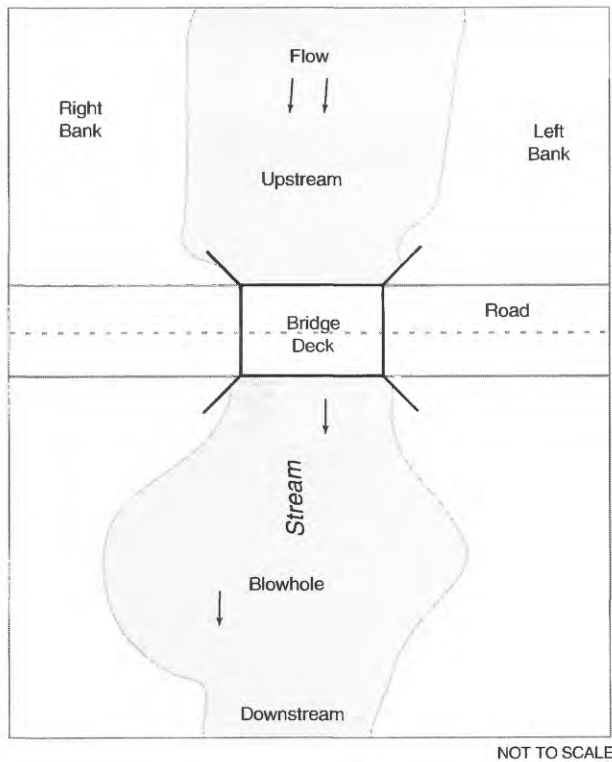 Flow
Right
Bank
Left
Bank
Upstream
Road
Bridge
Deck
Stream
Blowhole
Downstream
NOT TO SCALE